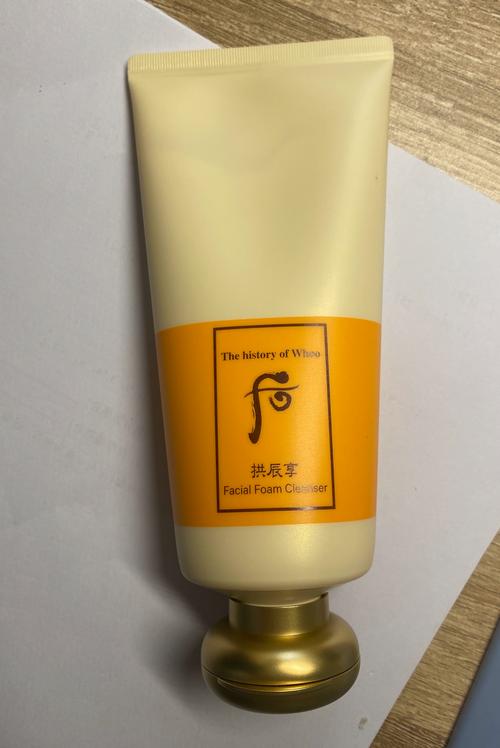 The history of Whoo
后
拱辰享
Facial Foam Cleanser